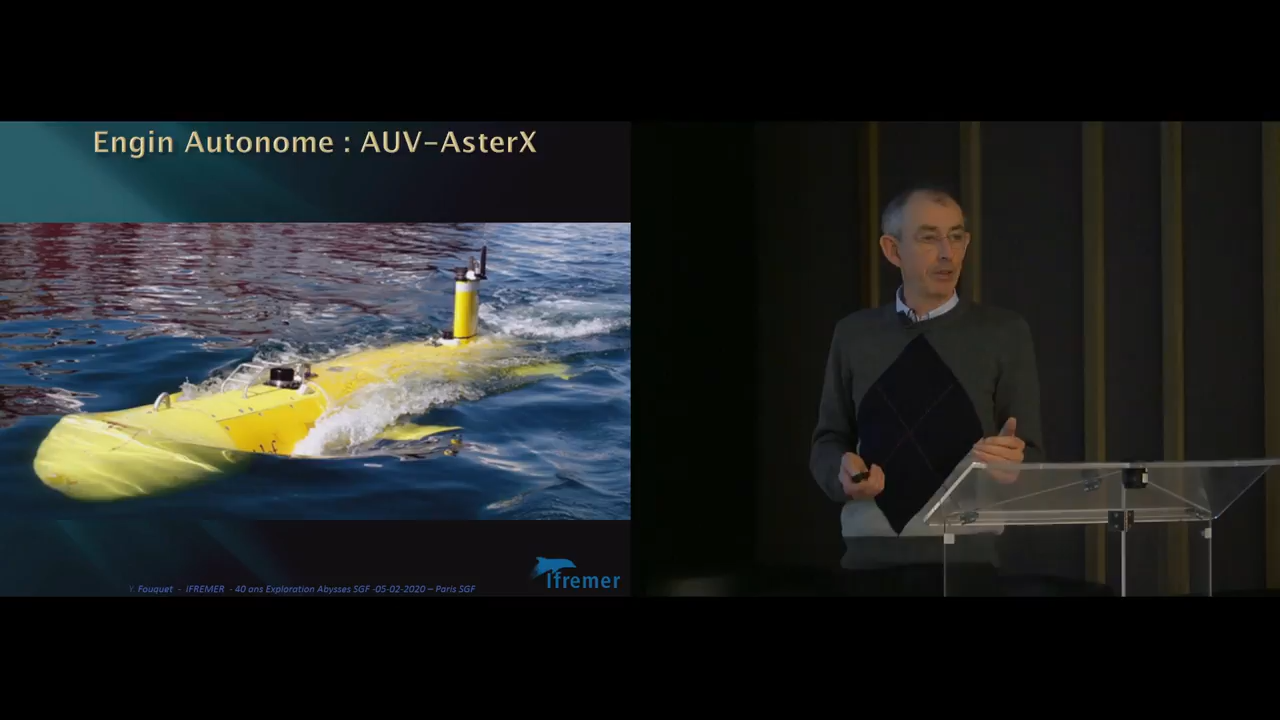 Engin Autonome : AUV-AsterX
Ifremer
Y. Fouquet - IFREMER - 40 ans Exploration Abysses SGF -05-02-2020 – Paris SGF